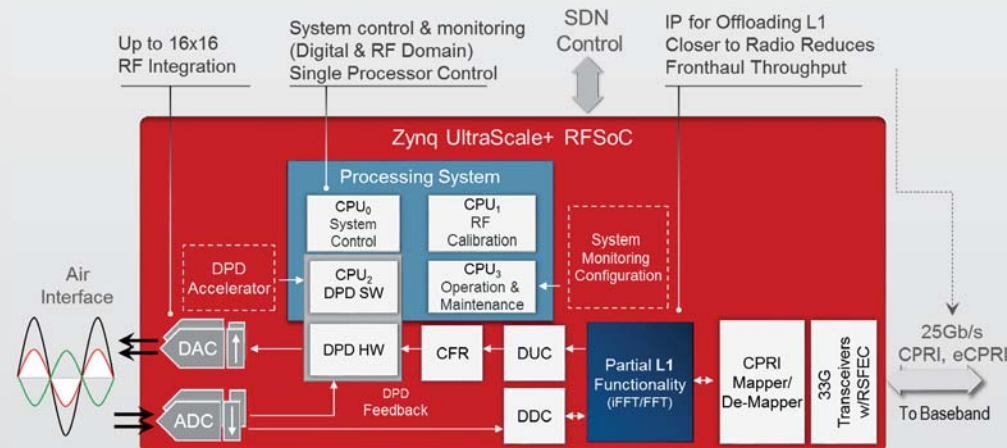 Up to 16x16
RF Integration
System control & monitoring
(Digital & RF Domain)
Single Processor Control
SDN
Control
IP for Offloading L1
Closer to Radio Reduces
Fronthaul Throughput
Zynq UltraScale+ RFSoC
Processing System
CPU0
System
Control
CPU1
RF
Calibration
System
Monitoring
Configuration
DPD
Accelerator
CPU2
DPD SW
CPU3
Operation &
Maintenance
Air
Interface
DAC
DPD HW
CFR
DUC
Partial L1
Functionality
(iFFT/FFT)
CPRI
Mapper/
De-Mapper
33G
Transceivers
w/RSFEC
25Gb/s
CPRI, eCPRI
To Baseband
ADC
DPD
Feedback
DDC